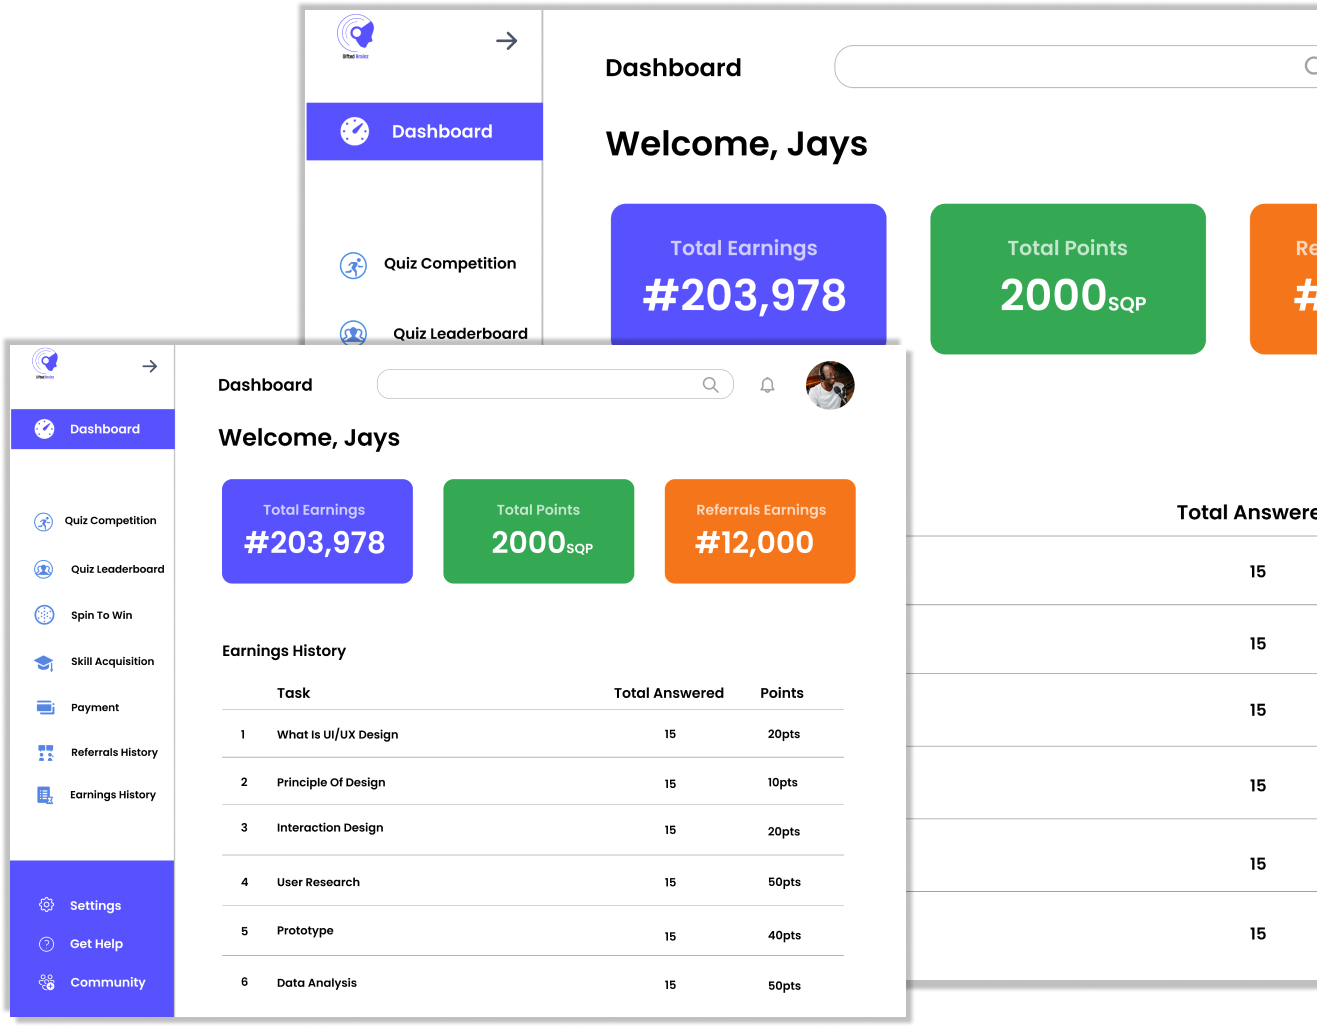 Gifted Brainz
Dashboard
Welcome, Jays
Dashboard
Quiz Competition
Quiz Leaderboard
Total Earnings
#203,978
Total Points
2000SQP
Re
#
Total Answere
15
15
15
15
15
15
Gifted Brainz
Dashboard
Welcome, Jays
Dashboard
Quiz Competition
Quiz Leaderboard
Spin To Win
Skill Acquisition
Payment
Referrals History
Earnings History
Settings
Get Help
Community
Total Earnings
#203,978
Total Points
2000SQP
Referrals Earnings
#12,000
Earnings History
Task Total Answered Points
1 What Is UI/UX Design 15 20pts
2 Principle Of Design 15 10pts
3 Interaction Design 15 20pts
4 User Research 15 50pts
5 Prototype 15 40pts
6 Data Analysis 15 50pts